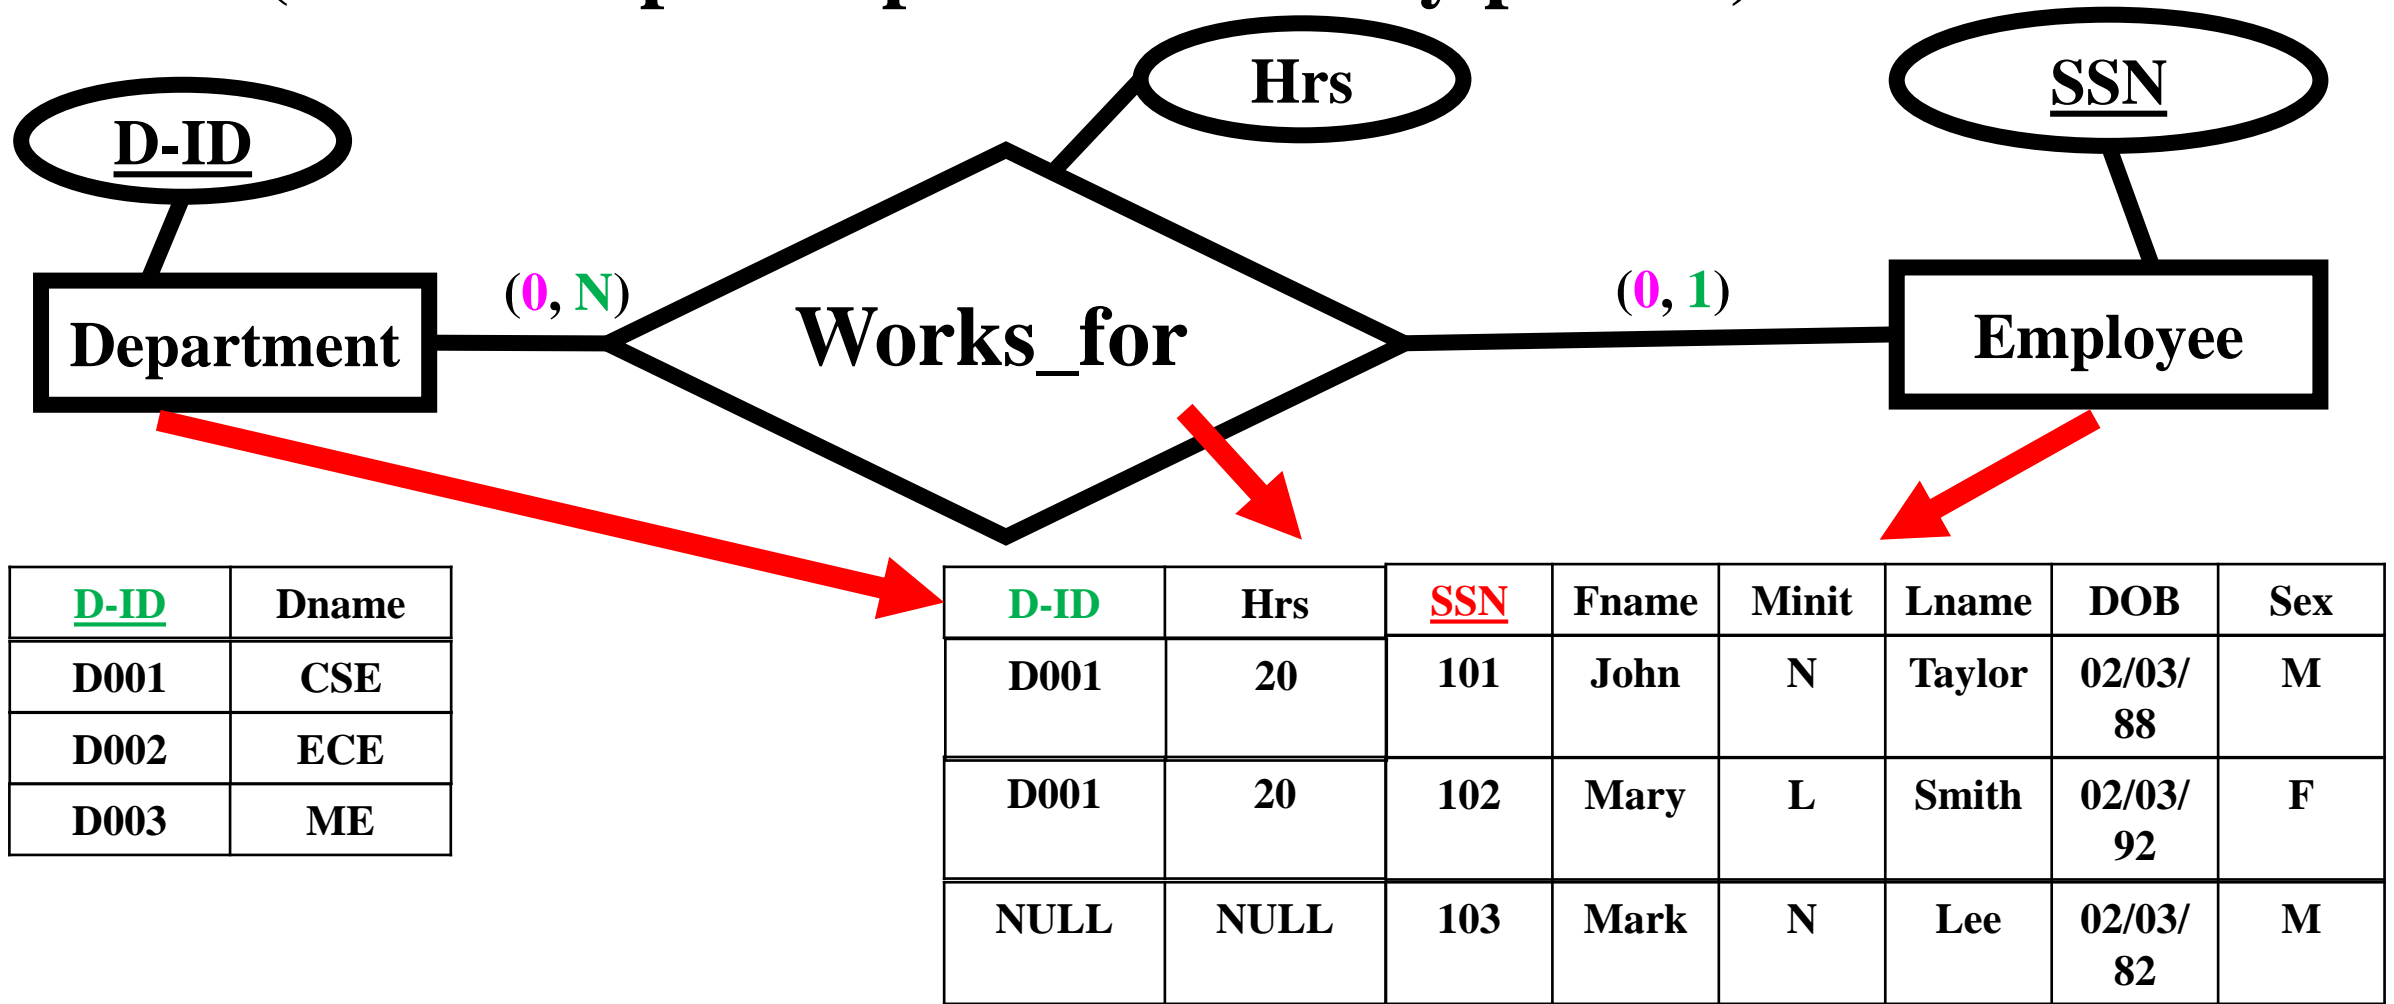 Hrs
SSN
D-ID
(0, N)
(0, 1)
Department
Works_for
Employee
D-ID Dname
D001 CSE
D002 ECE
D003 ME
D-ID Hrs SSN Fname Minit Lname DOB Sex
D001 20 101 John N Taylor 02/03/
88
M
D001 20 102 Mary L Smith 02/03/
92
F
NULL NULL 103 Mark N Lee 02/03/
82
M